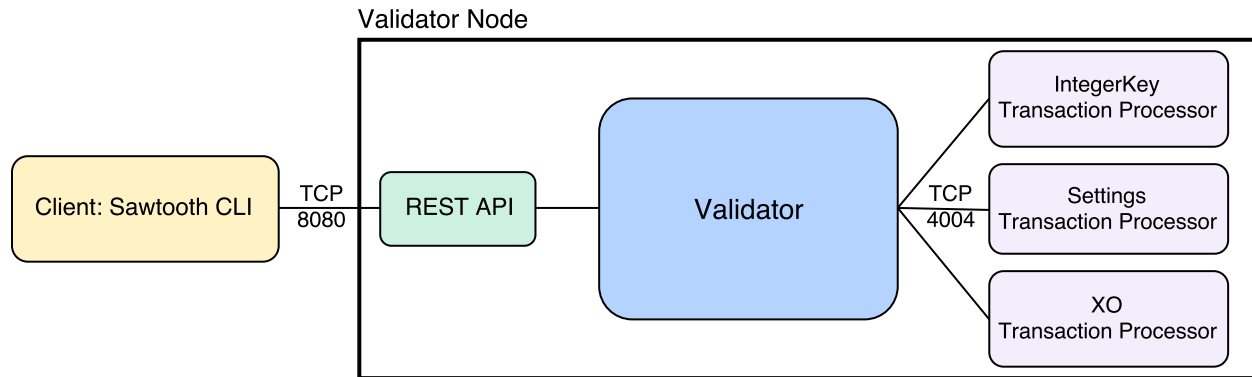 Validator Node
Client: Sawtooth CLI
TCP
8080
REST API
Validator
TCP
4004
IntegerKey
Transaction Processor
Settings
Transaction Processor
XO
Transaction Processor